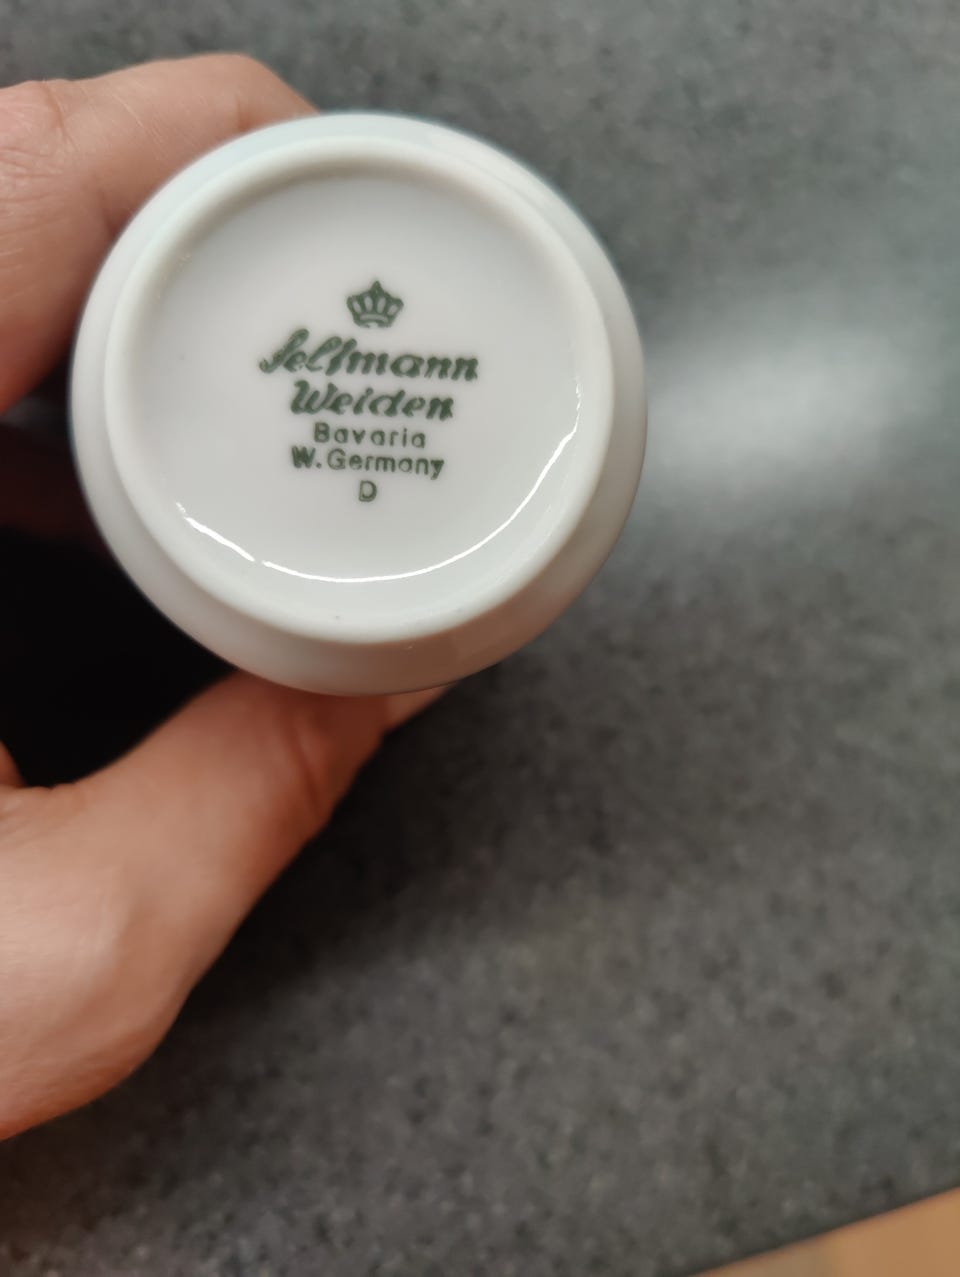 Seltmann
Weiden
Bavaria
W.Germany
D